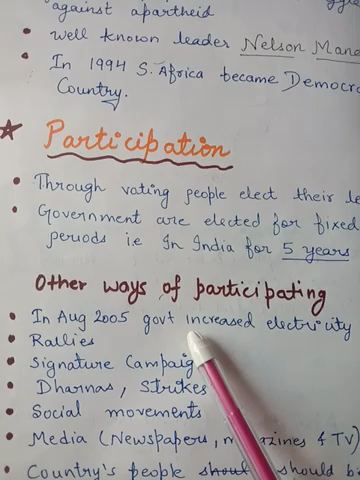 against apartheid
well known leader Nelson
In 1994 S. Africa became
Country.
Participation
Through voting people elect their
Government are elected for fixed
periods i.e In India for 5 years
Other ways of participating
In Aug 2005 govt increased electricity
Rallies
Signature
Dharnas, Strikes
Social movements
Media (Newspapers, & TV)
Country's people should